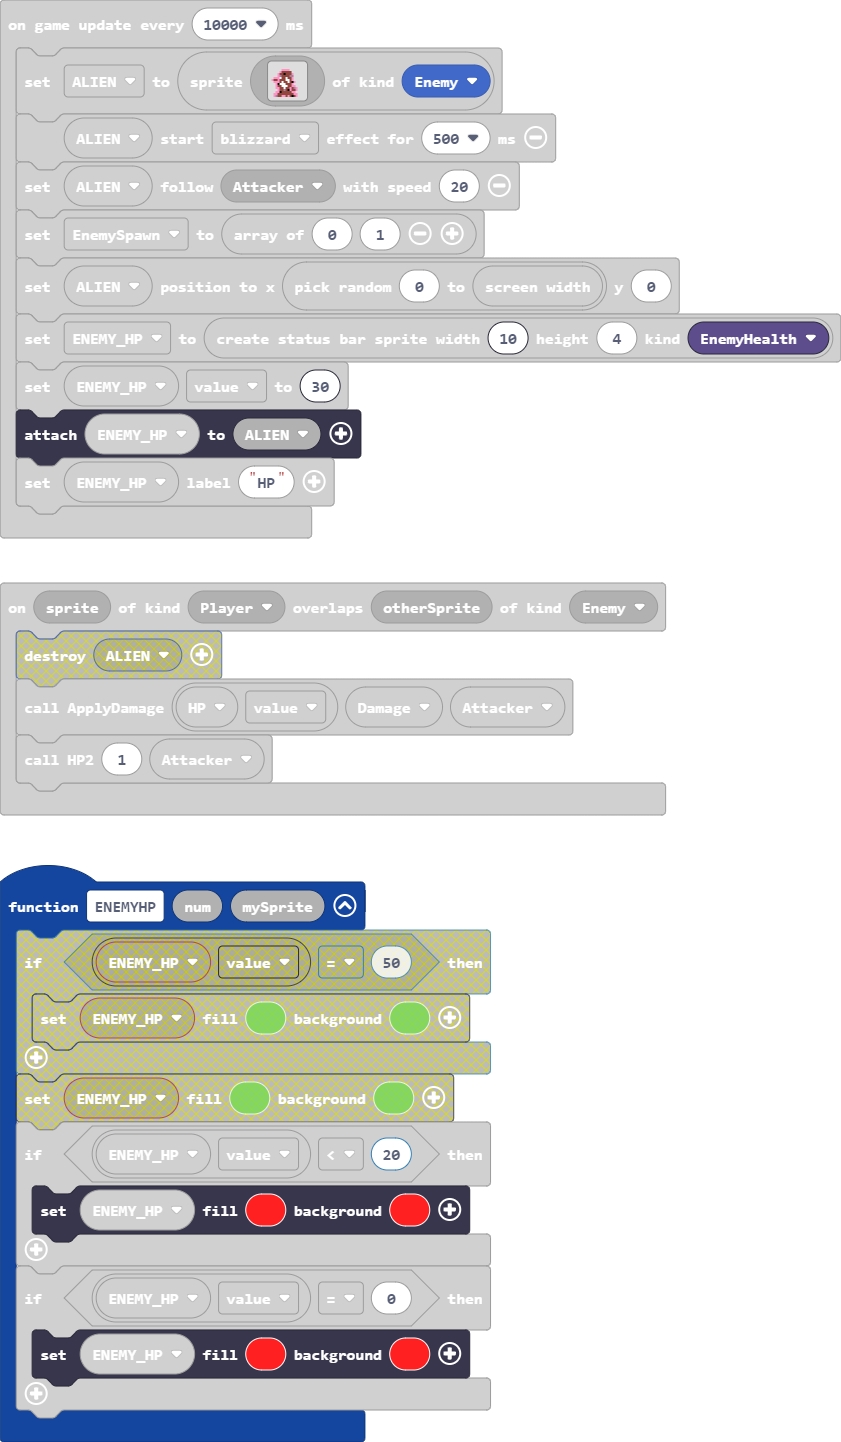 on game update every 10000 ms
set ALIEN to sprite of kind Enemy
ALIEN start blizzard effect for 500 ms
set ALIEN follow Attacker with speed 20
set EnemySpawn to array of 0 1
set ALIEN position to x pick random 0 to screen width y 0
set ENEMY_HP to create status bar sprite width 10 height 4 kind EnemyHealth
set ENEMY_HP value to 30
attach ENEMY_HP to ALIEN
set ENEMY_HP label "HP"
on sprite of kind Player overlaps otherSprite of kind Enemy
destroy ALIEN
call ApplyDamage HP value Damage Attacker
call HP2 1 Attacker
function ENEMYHP num mySprite
if ENEMY_HP value = 50 then
set ENEMY_HP fill background
set ENEMY_HP fill background
if ENEMY_HP value < 20 then
set ENEMY_HP fill background
if ENEMY_HP value = 0 then
set ENEMY_HP fill background